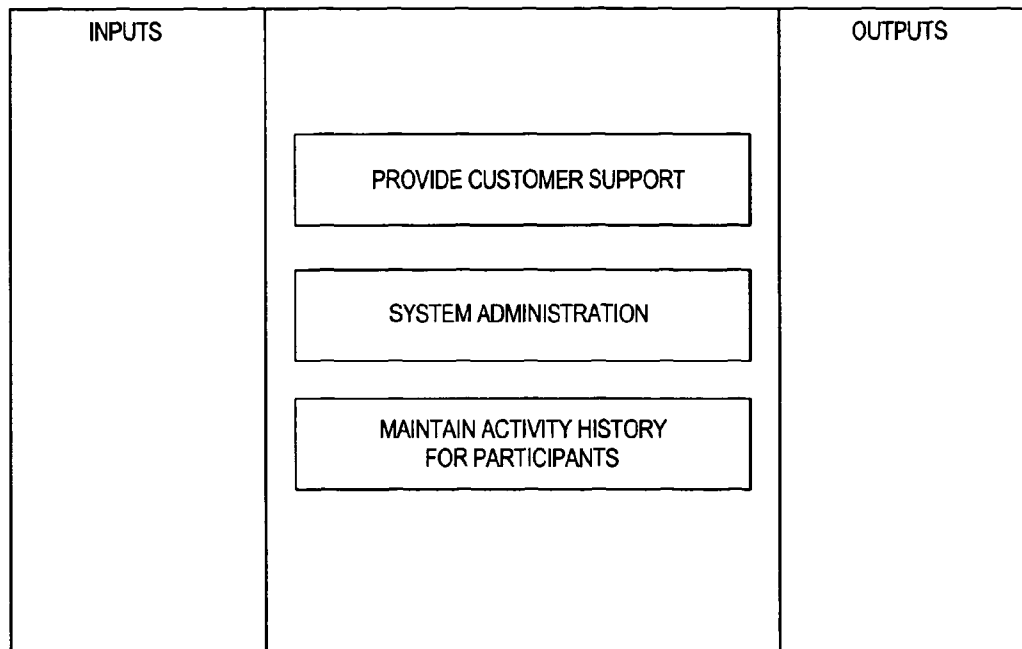 INPUTS
OUTPUTS
PROVIDE CUSTOMER SUPPORT
SYSTEM ADMINISTRATION
MAINTAIN ACTIVITY HISTORY
FOR PARTICIPANTS